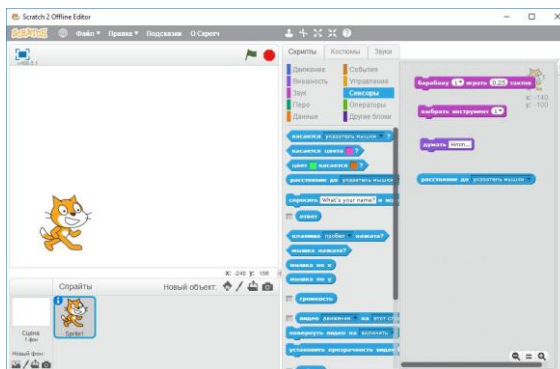 Scratch 2 Offline Editor
SCRATCH Файл Правка Подсказки О Скретч
v458.0.1
Скрипты Костюмы Звуки
Движение События
Внешность Управление
Звук Сенсоры
Перо Операторы
Данные Другие блоки
касается указатель мышки ?
касается цвета ?
цвет касается ?
расстояние до указатель мышки
спросить What's your name? и
ответ
клавиша пробел нажата?
мышка нажата?
мышка по x
мышка по y
громкость
видео движение на этот
повернуть видео на включить
установить прозрачность видео
барабану 1 играть 0.25 тактов
выбрать инструмент 1
думать Hmm...
расстояние до указатель мышки
x: -140
y: -100
x: -240 y: 198
Спрайты Новый объект:
Сцена
1 фон
Новый фон:
Sprite1